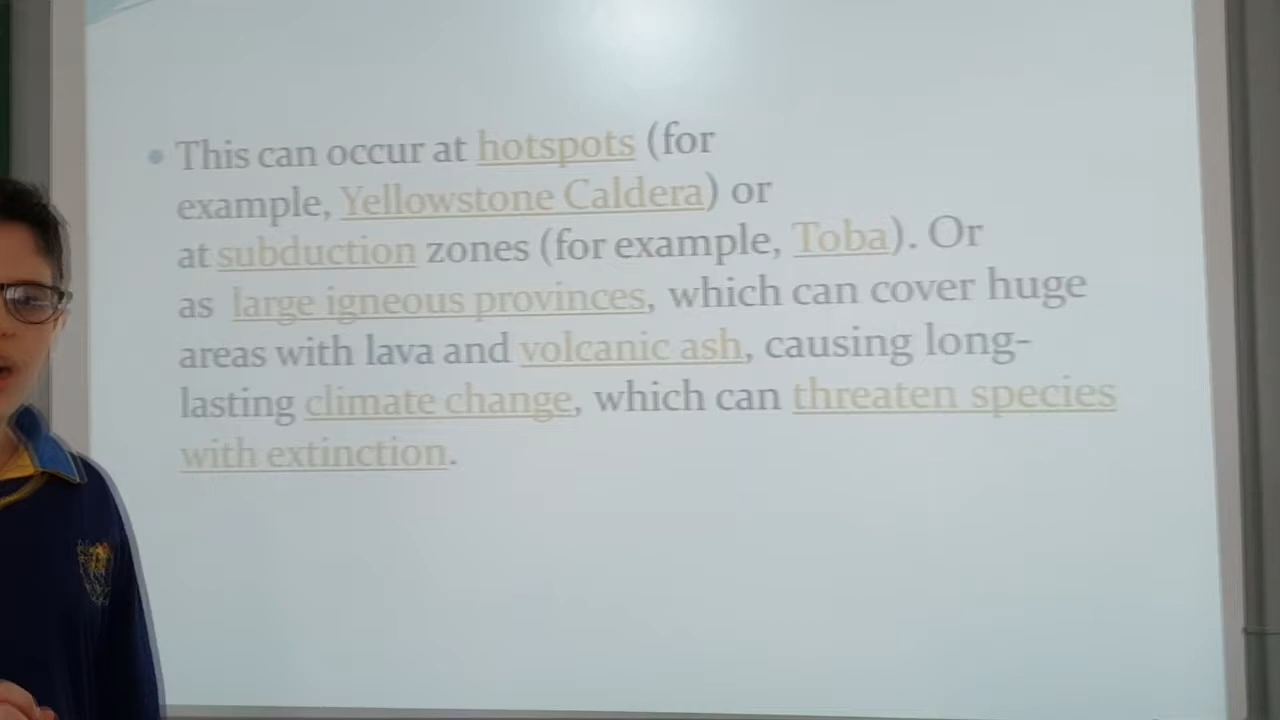 This can occur at hotspots (for
example, Yellowstone Caldera) or
at subduction zones (for example, Toba). Or
as large igneous provinces, which can cover huge
areas with lava and volcanic ash, causing long-
lasting climate change, which can threaten species
with extinction.